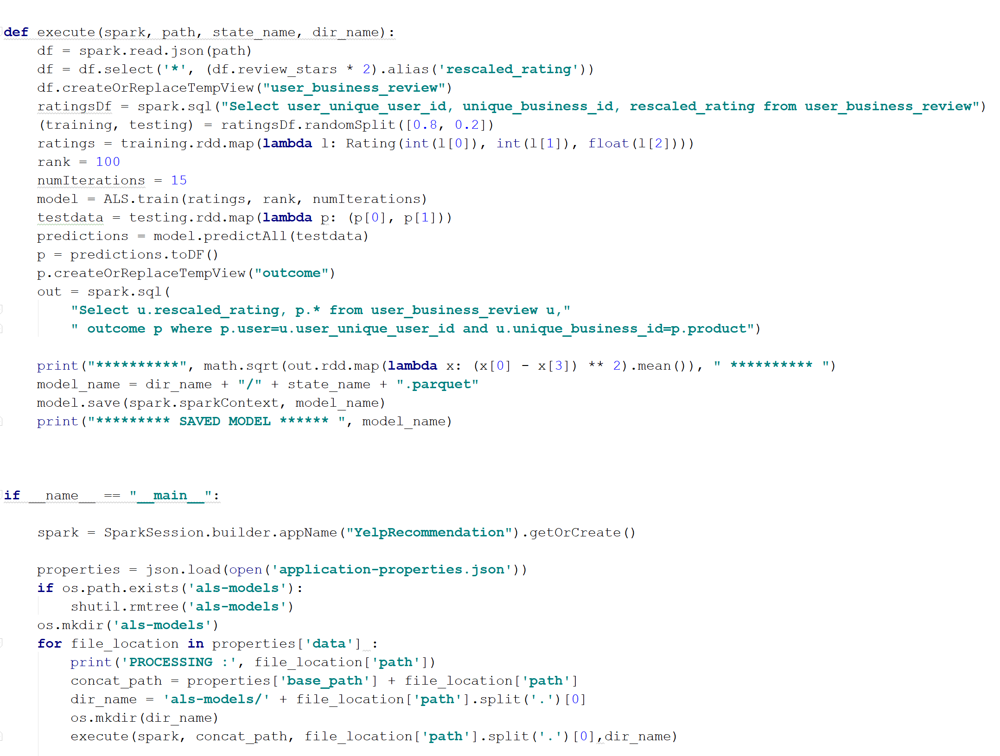 def execute(spark, path, state_name, dir_name):
    df = spark.read.json(path)
    df = df.select('*', (df.review_stars * 2).alias('rescaled_rating'))
    df.createOrReplaceTempView("user_business_review")
    ratingsDf = spark.sql("Select user_unique_user_id, unique_business_id, rescaled_rating from user_business_review")
    (training, testing) = ratingsDf.randomSplit([0.8, 0.2])
    ratings = training.rdd.map(lambda l: Rating(int(l[0]), int(l[1]), float(l[2])))
    rank = 100
    numIterations = 15
    model = ALS.train(ratings, rank, numIterations)
    testdata = testing.rdd.map(lambda p: (p[0], p[1]))
    predictions = model.predictAll(testdata)
    p = predictions.toDF()
    p.createOrReplaceTempView("outcome")
    out = spark.sql(
        "Select u.rescaled_rating, p.* from user_business_review u,"
        " outcome p where p.user=u.user_unique_user_id and u.unique_business_id=p.product")
    print("**********", math.sqrt(out.rdd.map(lambda x: (x[0] - x[3]) ** 2).mean()), " ********** ")
    model_name = dir_name + "/" + state_name + ".parquet"
    model.save(spark.sparkContext, model_name)
    print("********* SAVED MODEL ****** ", model_name)
if __name__ == "__main__":
    spark = SparkSession.builder.appName("YelpRecommendation").getOrCreate()
    properties = json.load(open('application-properties.json'))
    if os.path.exists('als-models'):
        shutil.rmtree('als-models')
    os.mkdir('als-models')
    for file_location in properties['data'] :
        print('PROCESSING :', file_location['path'])
        concat_path = properties['base_path'] + file_location['path']
        dir_name = 'als-models/' + file_location['path'].split('.')[0]
        os.mkdir(dir_name)
        execute(spark, concat_path, file_location['path'].split('.')[0],dir_name)